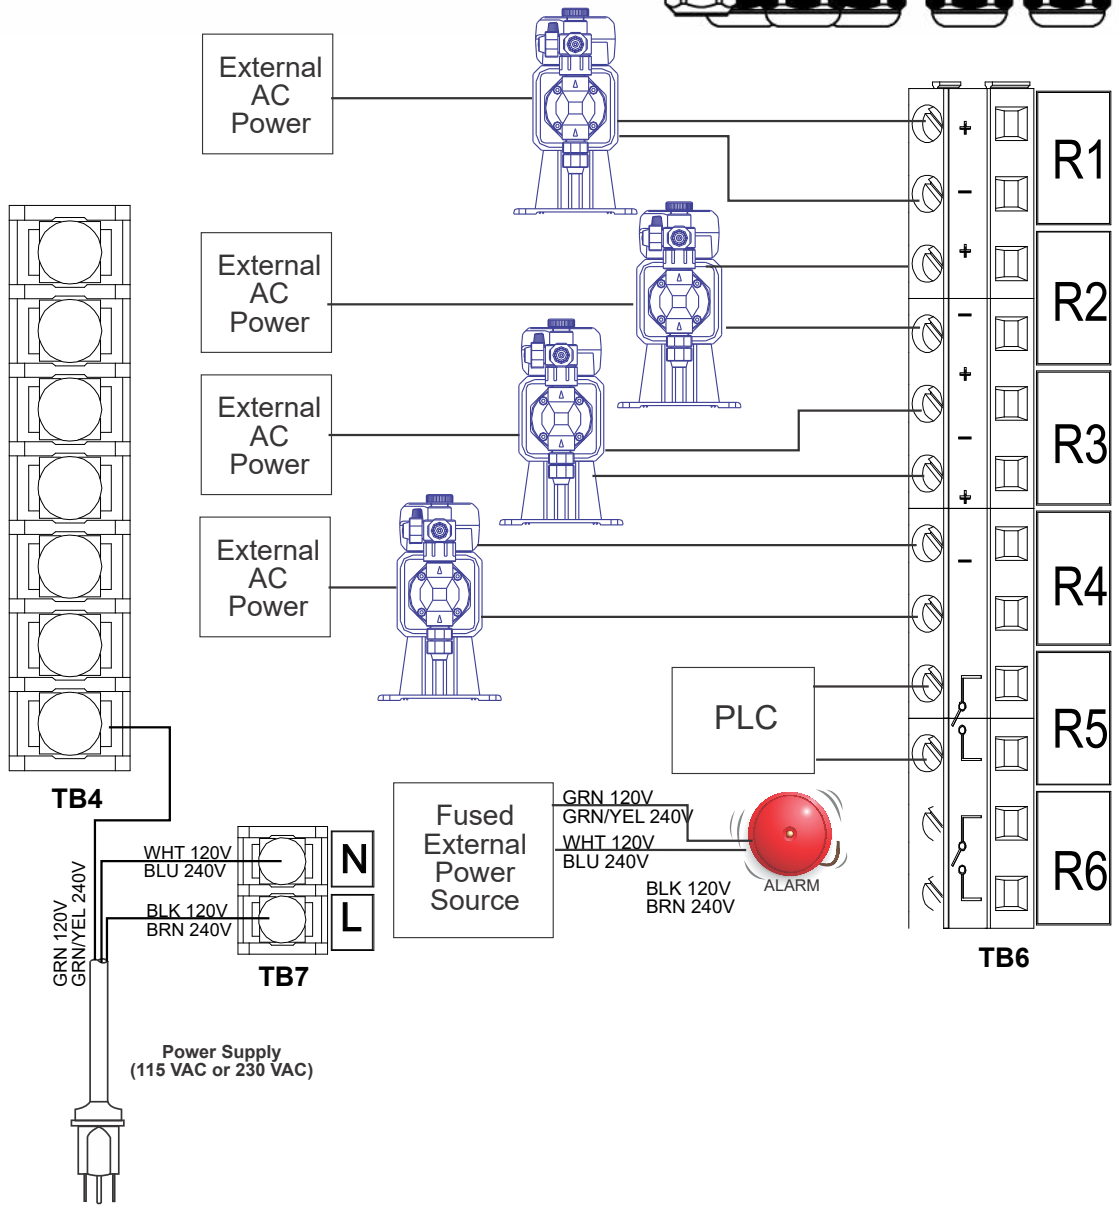 External
AC
Power
+
−
R1
External
AC
Power
+
−
R2
External
AC
Power
+
−
R3
External
AC
Power
+
−
R4
PLC
R5
TB4
Fused
External
Power
Source
GRN 120V
GRN/YEL 240V
WHT 120V
BLU 240V
BLK 120V
BRN 240V
ALARM
R6
TB6
WHT 120V
BLU 240V
N
BLK 120V
BRN 240V
L
TB7
GRN 120V
GRN/YEL 240V
Power Supply
(115 VAC or 230 VAC)